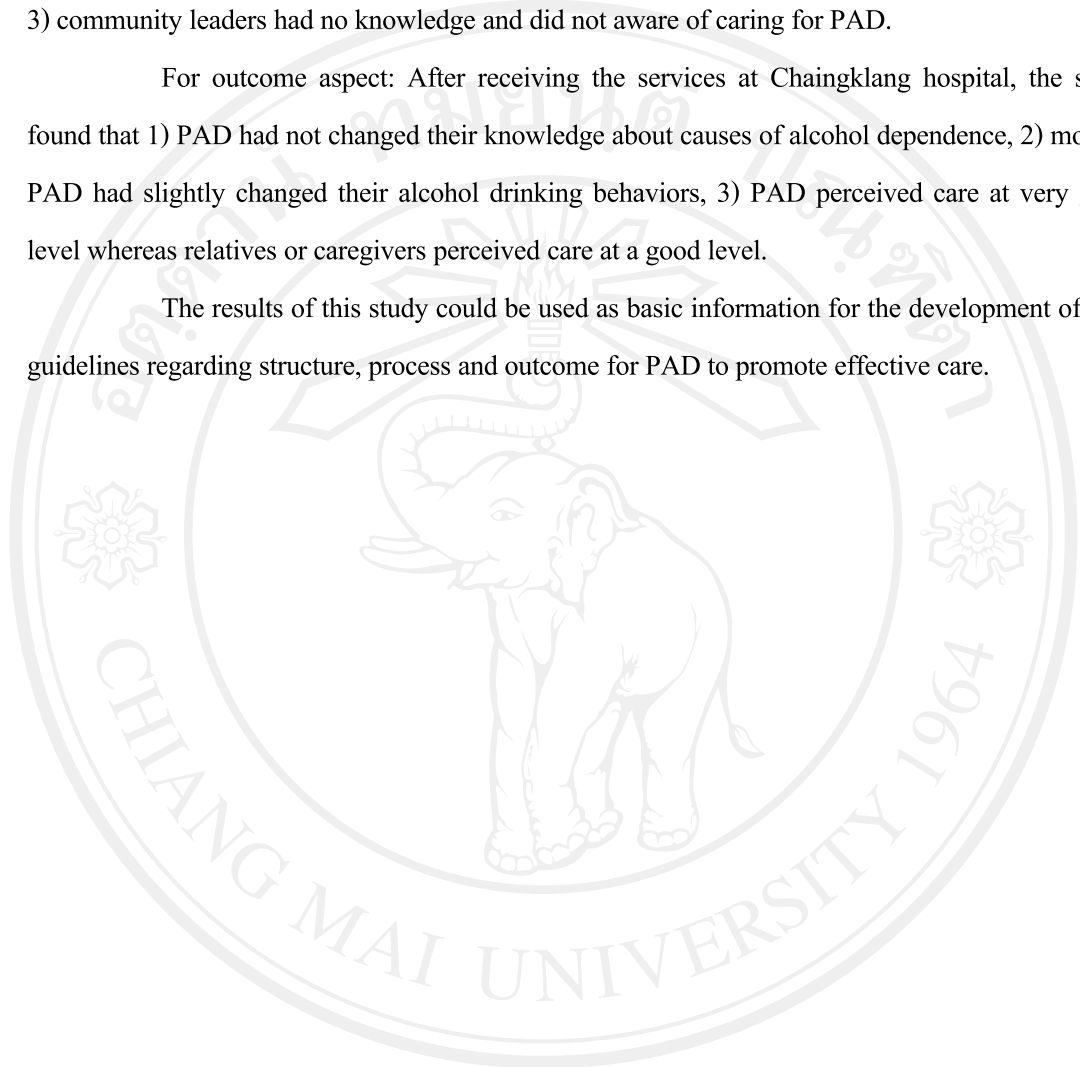 3) community leaders had no knowledge and did not aware of caring for PAD.
For outcome aspect: After receiving the services at Chaingklang hospital, the
found that 1) PAD had not changed their knowledge about causes of alcohol dependence, 2)
PAD had slightly changed their alcohol drinking behaviors, 3) PAD perceived care at very
level whereas relatives or caregivers perceived care at a good level.
The results of this study could be used as basic information for the development of
guidelines regarding structure, process and outcome for PAD to promote effective care.
CHIANG MAI UNIVERSITY 1964